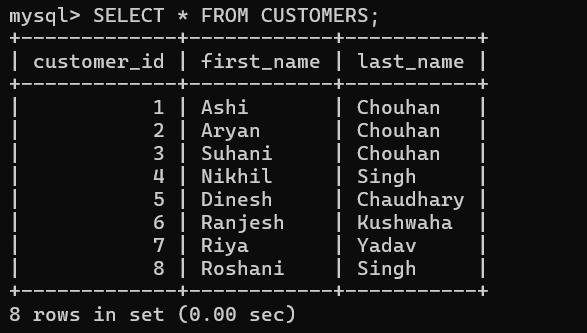 mysql> SELECT * FROM CUSTOMERS;
+-------------+------------+-----------+
| customer_id | first_name | last_name |
+-------------+------------+-----------+
|           1 | Ashi       | Chouhan   |
|           2 | Aryan      | Chouhan   |
|           3 | Suhani     | Chouhan   |
|           4 | Nikhil     | Singh     |
|           5 | Dinesh     | Chaudhary |
|           6 | Ranjesh    | Kushwaha  |
|           7 | Riya       | Yadav     |
|           8 | Roshani    | Singh     |
+-------------+------------+-----------+
8 rows in set (0.00 sec)